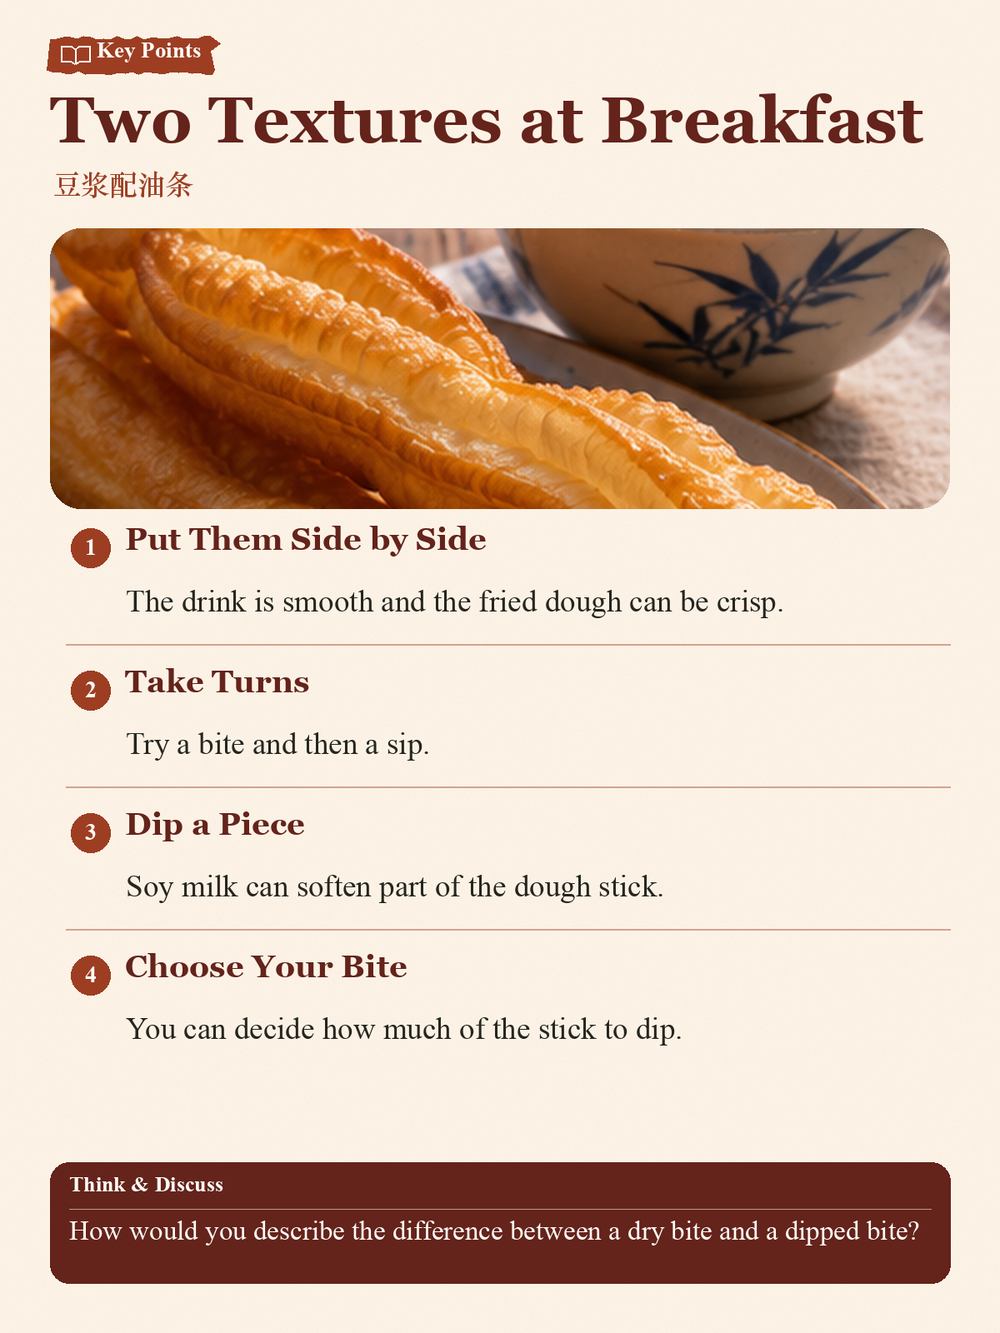 Key Points
Two Textures at Breakfast
豆浆配油条
1 Put Them Side by Side
The drink is smooth and the fried dough can be crisp.
2 Take Turns
Try a bite and then a sip.
3 Dip a Piece
Soy milk can soften part of the dough stick.
4 Choose Your Bite
You can decide how much of the stick to dip.
Think & Discuss
How would you describe the difference between a dry bite and a dipped bite?